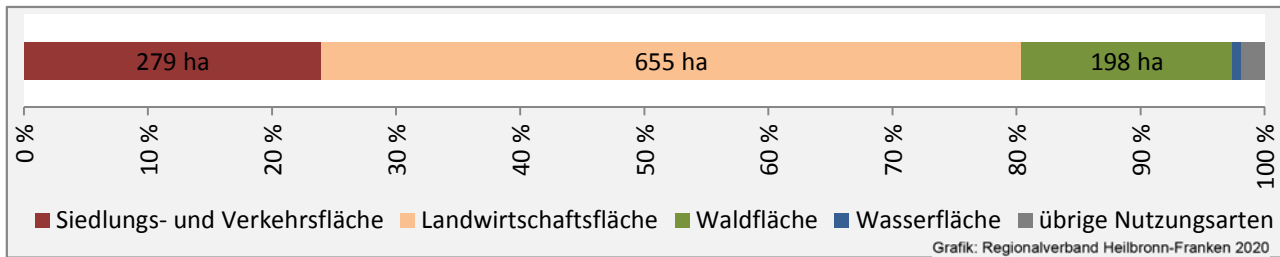 279 ha 655 ha 198 ha
0 % 10 % 20 % 30 % 40 % 50 % 60 % 70 % 80 % 90 % 100 %
Siedlungs- und Verkehrsfläche Landwirtschaftsfläche Waldfläche Wasserfläche übrige Nutzungsarten
Grafik: Regionalverband Heilbronn-Franken 2020